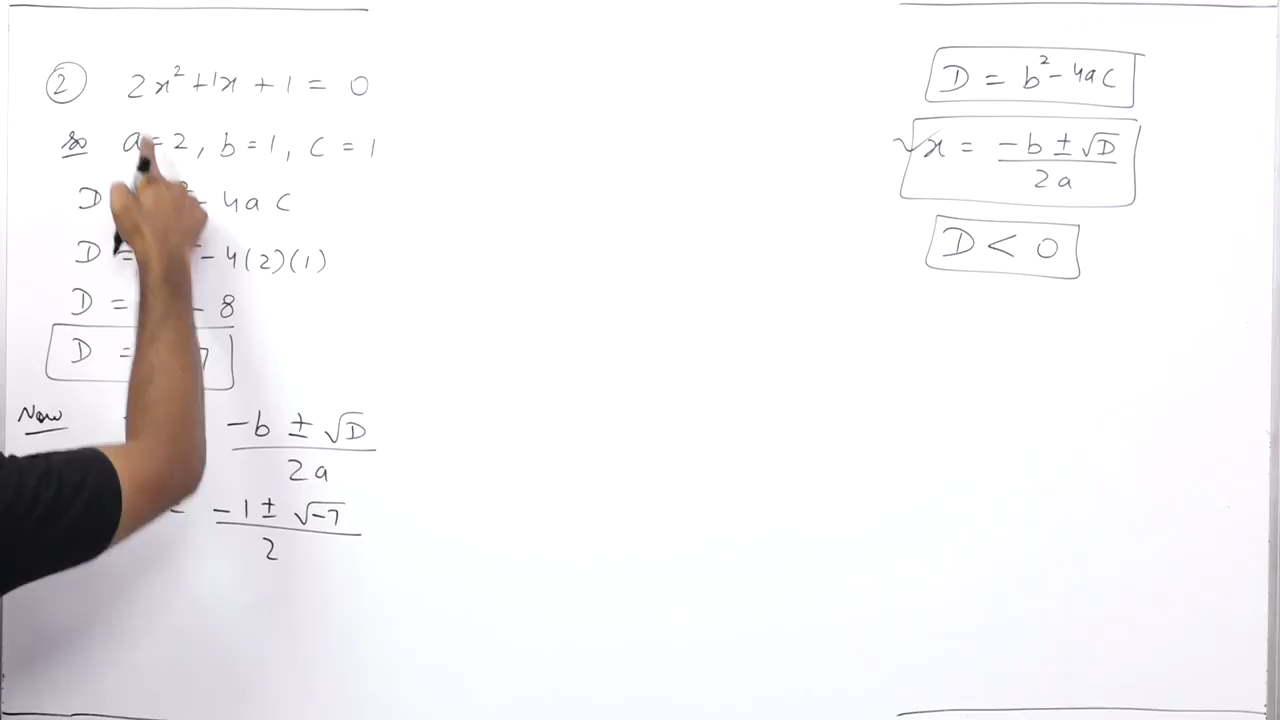 ② 2x² + 1x + 1 = 0
so a = 2, b = 1, c = 1
D - 4ac
D = - 4(2)(1)
D = - 8
D = 7
Now
-b ± √D
2a
= -1 ± √-7
2
D = b² - 4ac
√x = -b ± √D
2a
D < 0